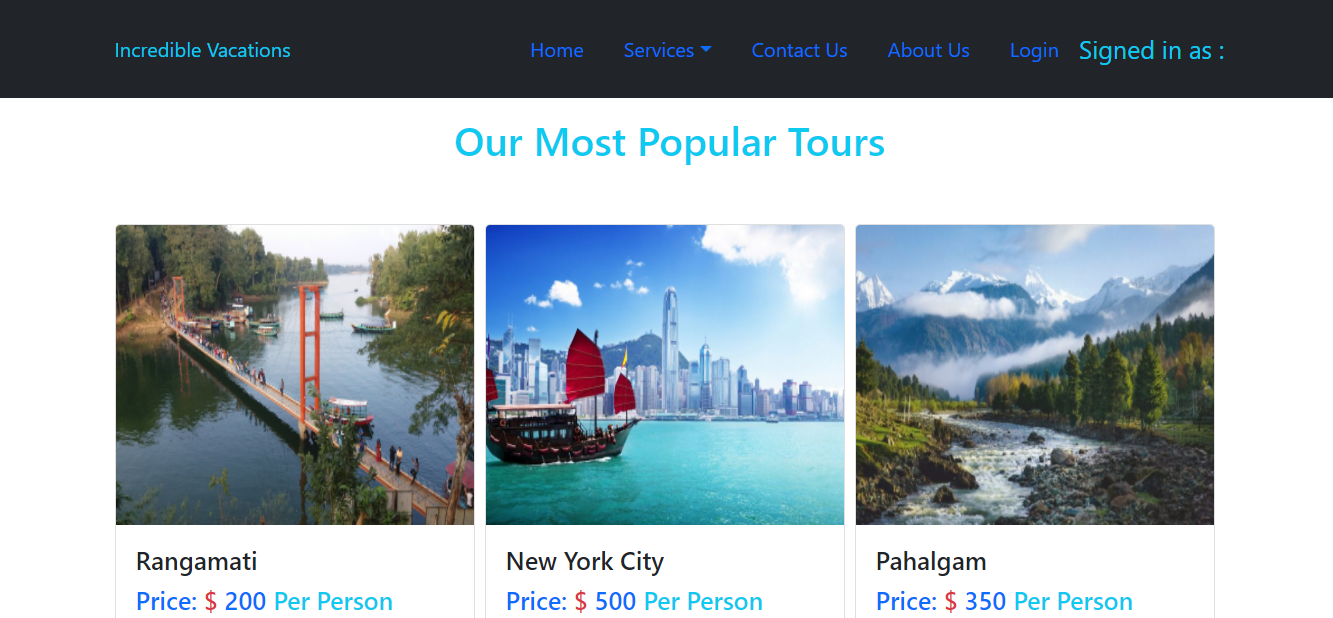 Incredible Vacations Home Services Contact Us About Us Login Signed in as :
Our Most Popular Tours
Rangamati
Price: $ 200 Per Person
New York City
Price: $ 500 Per Person
Pahalgam
Price: $ 350 Per Person